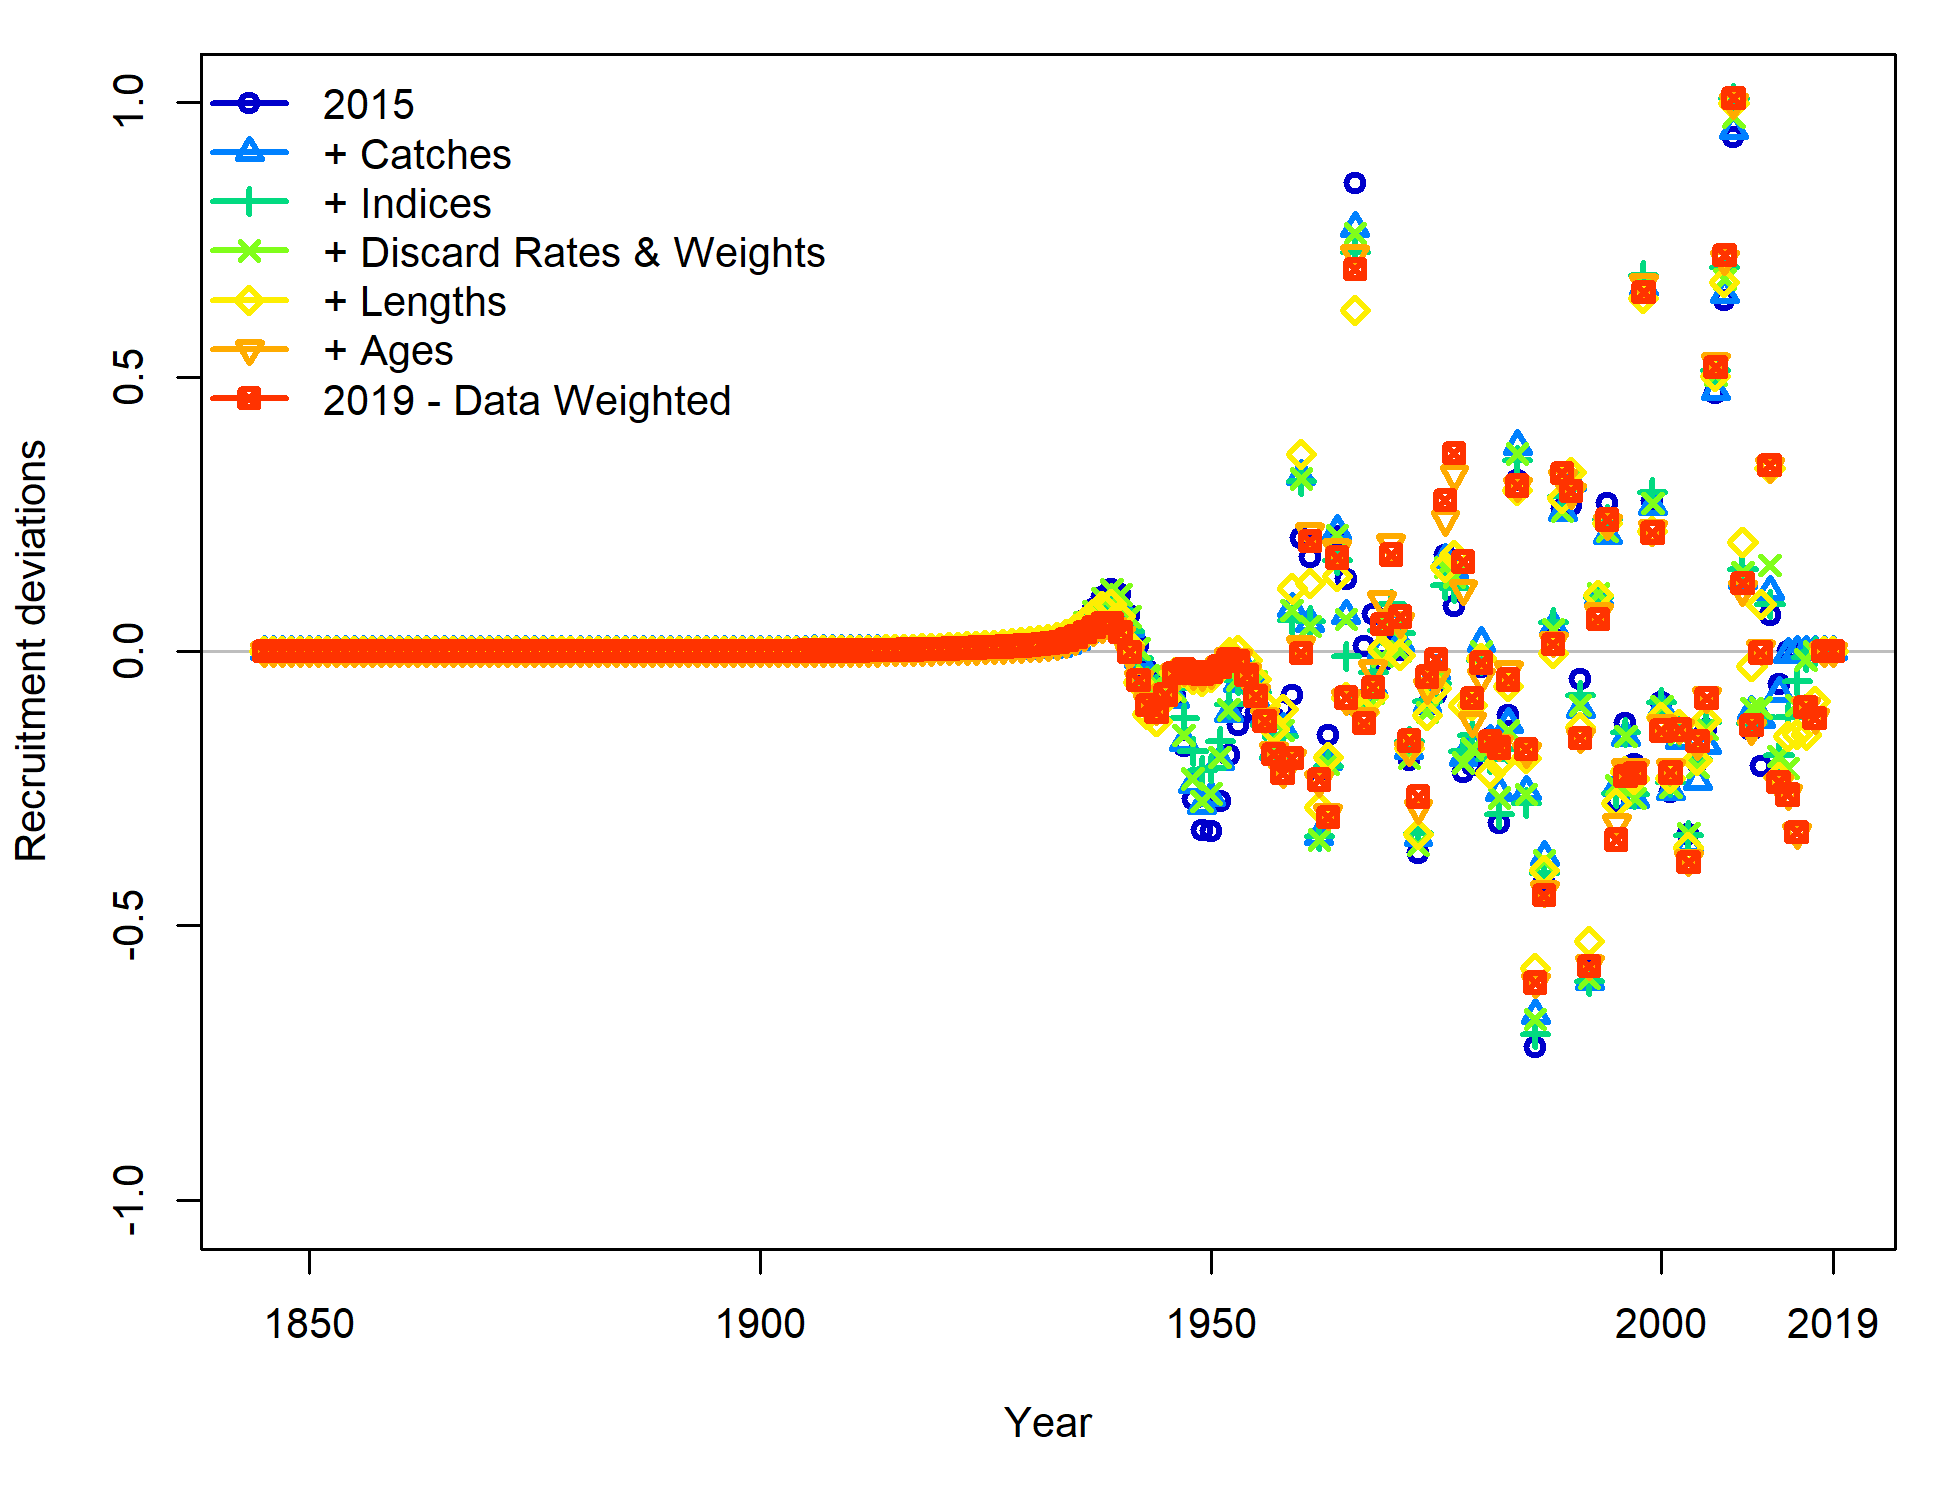 2015
+ Catches
+ Indices
+ Discard Rates & Weights
+ Lengths
+ Ages
2019 - Data Weighted
Recruitment deviations
1.0
0.5
0.0
-0.5
-1.0
1850 1900 1950 2000 2019
Year